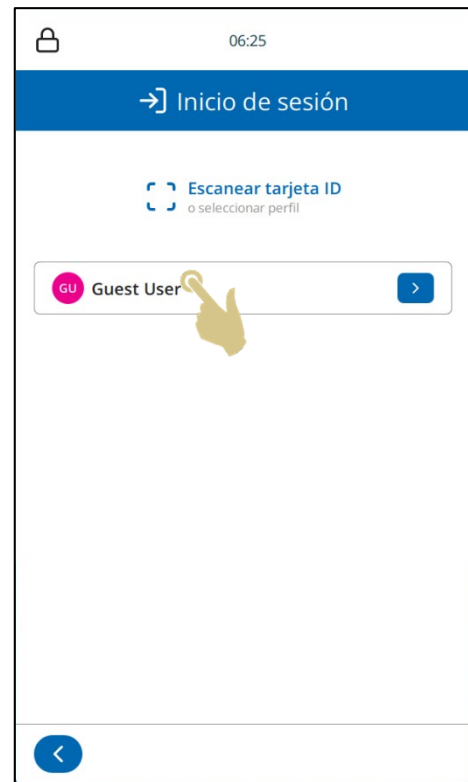 06:25
Inicio de sesión
Escanear tarjeta ID
o seleccionar perfil
GU Guest User